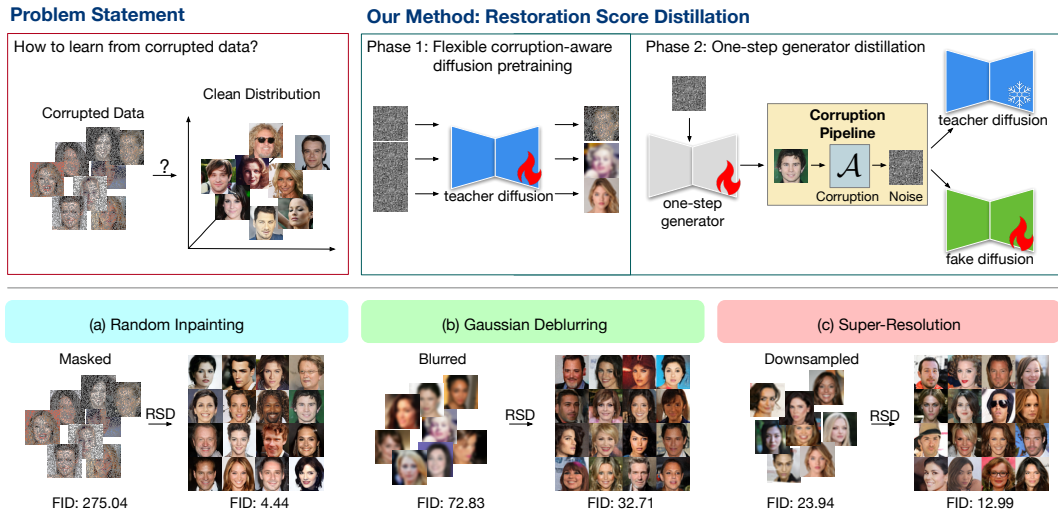 Problem Statement
Our Method: Restoration Score Distillation
How to learn from corrupted data?
Corrupted Data
Clean Distribution
?
Phase 1: Flexible corruption-aware
diffusion pretraining
teacher diffusion
Phase 2: One-step generator distillation
one-step
generator
Corruption
Pipeline
𝒜
Corruption
Noise
teacher diffusion
fake diffusion
(a) Random Inpainting
(b) Gaussian Deblurring
(c) Super-Resolution
Masked
RSD
FID: 275.04
FID: 4.44
Blurred
RSD
FID: 72.83
FID: 32.71
Downsampled
RSD
FID: 23.94
FID: 12.99